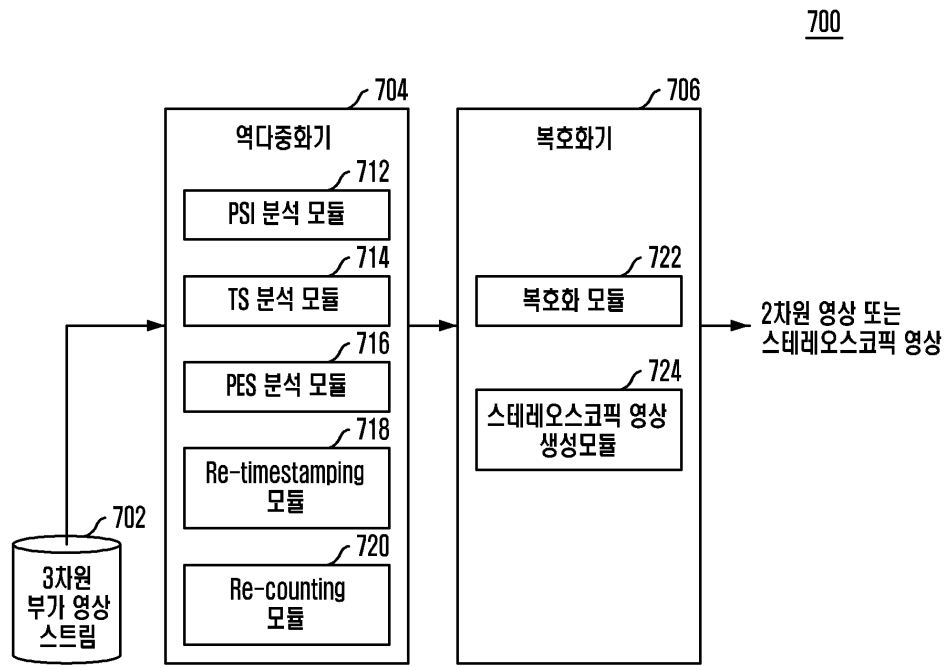 700
704
역다중화기
712
PSI 분석 모듈
714
TS 분석 모듈
716
PES 분석 모듈
718
Re-timestamping
모듈
720
Re-counting
모듈
706
복호화기
722
복호화 모듈
724
스테레오스코픽 영상
생성모듈
2차원 영상 또는
스테레오스코픽 영상
702
3차원
부가 영상
스트림